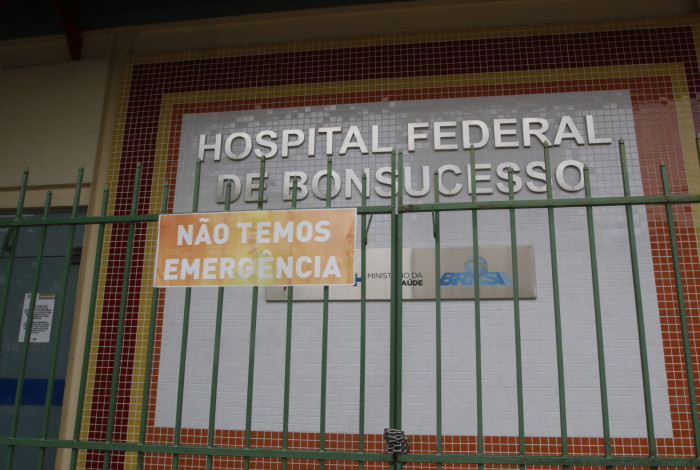 HOSPITAL FEDERAL
DE BONSUCESSO
NÃO TEMOS
EMERGÊNCIA
MINISTÉRIO DA
SAÚDE
BRASIL